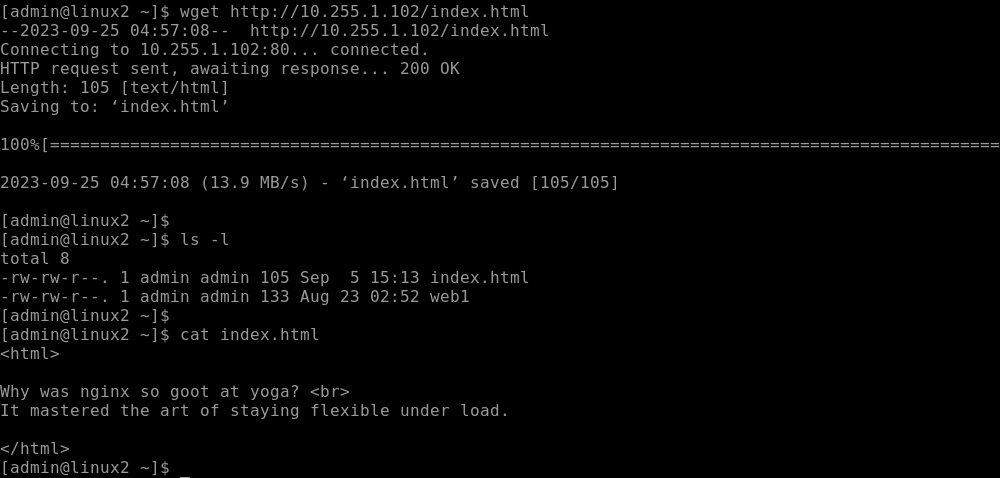 [admin@linux2 ~]$ wget http://10.255.1.102/index.html
--2023-09-25 04:57:08--  http://10.255.1.102/index.html
Connecting to 10.255.1.102:80... connected.
HTTP request sent, awaiting response... 200 OK
Length: 105 [text/html]
Saving to: ‘index.html’

100%[===============================================================================================

2023-09-25 04:57:08 (13.9 MB/s) - ‘index.html’ saved [105/105]

[admin@linux2 ~]$
[admin@linux2 ~]$ ls -l
total 8
-rw-rw-r--. 1 admin admin 105 Sep  5 15:13 index.html
-rw-rw-r--. 1 admin admin 133 Aug 23 02:52 web1
[admin@linux2 ~]$
[admin@linux2 ~]$ cat index.html
<html>

Why was nginx so goot at yoga? <br>
It mastered the art of staying flexible under load.

</html>
[admin@linux2 ~]$ _